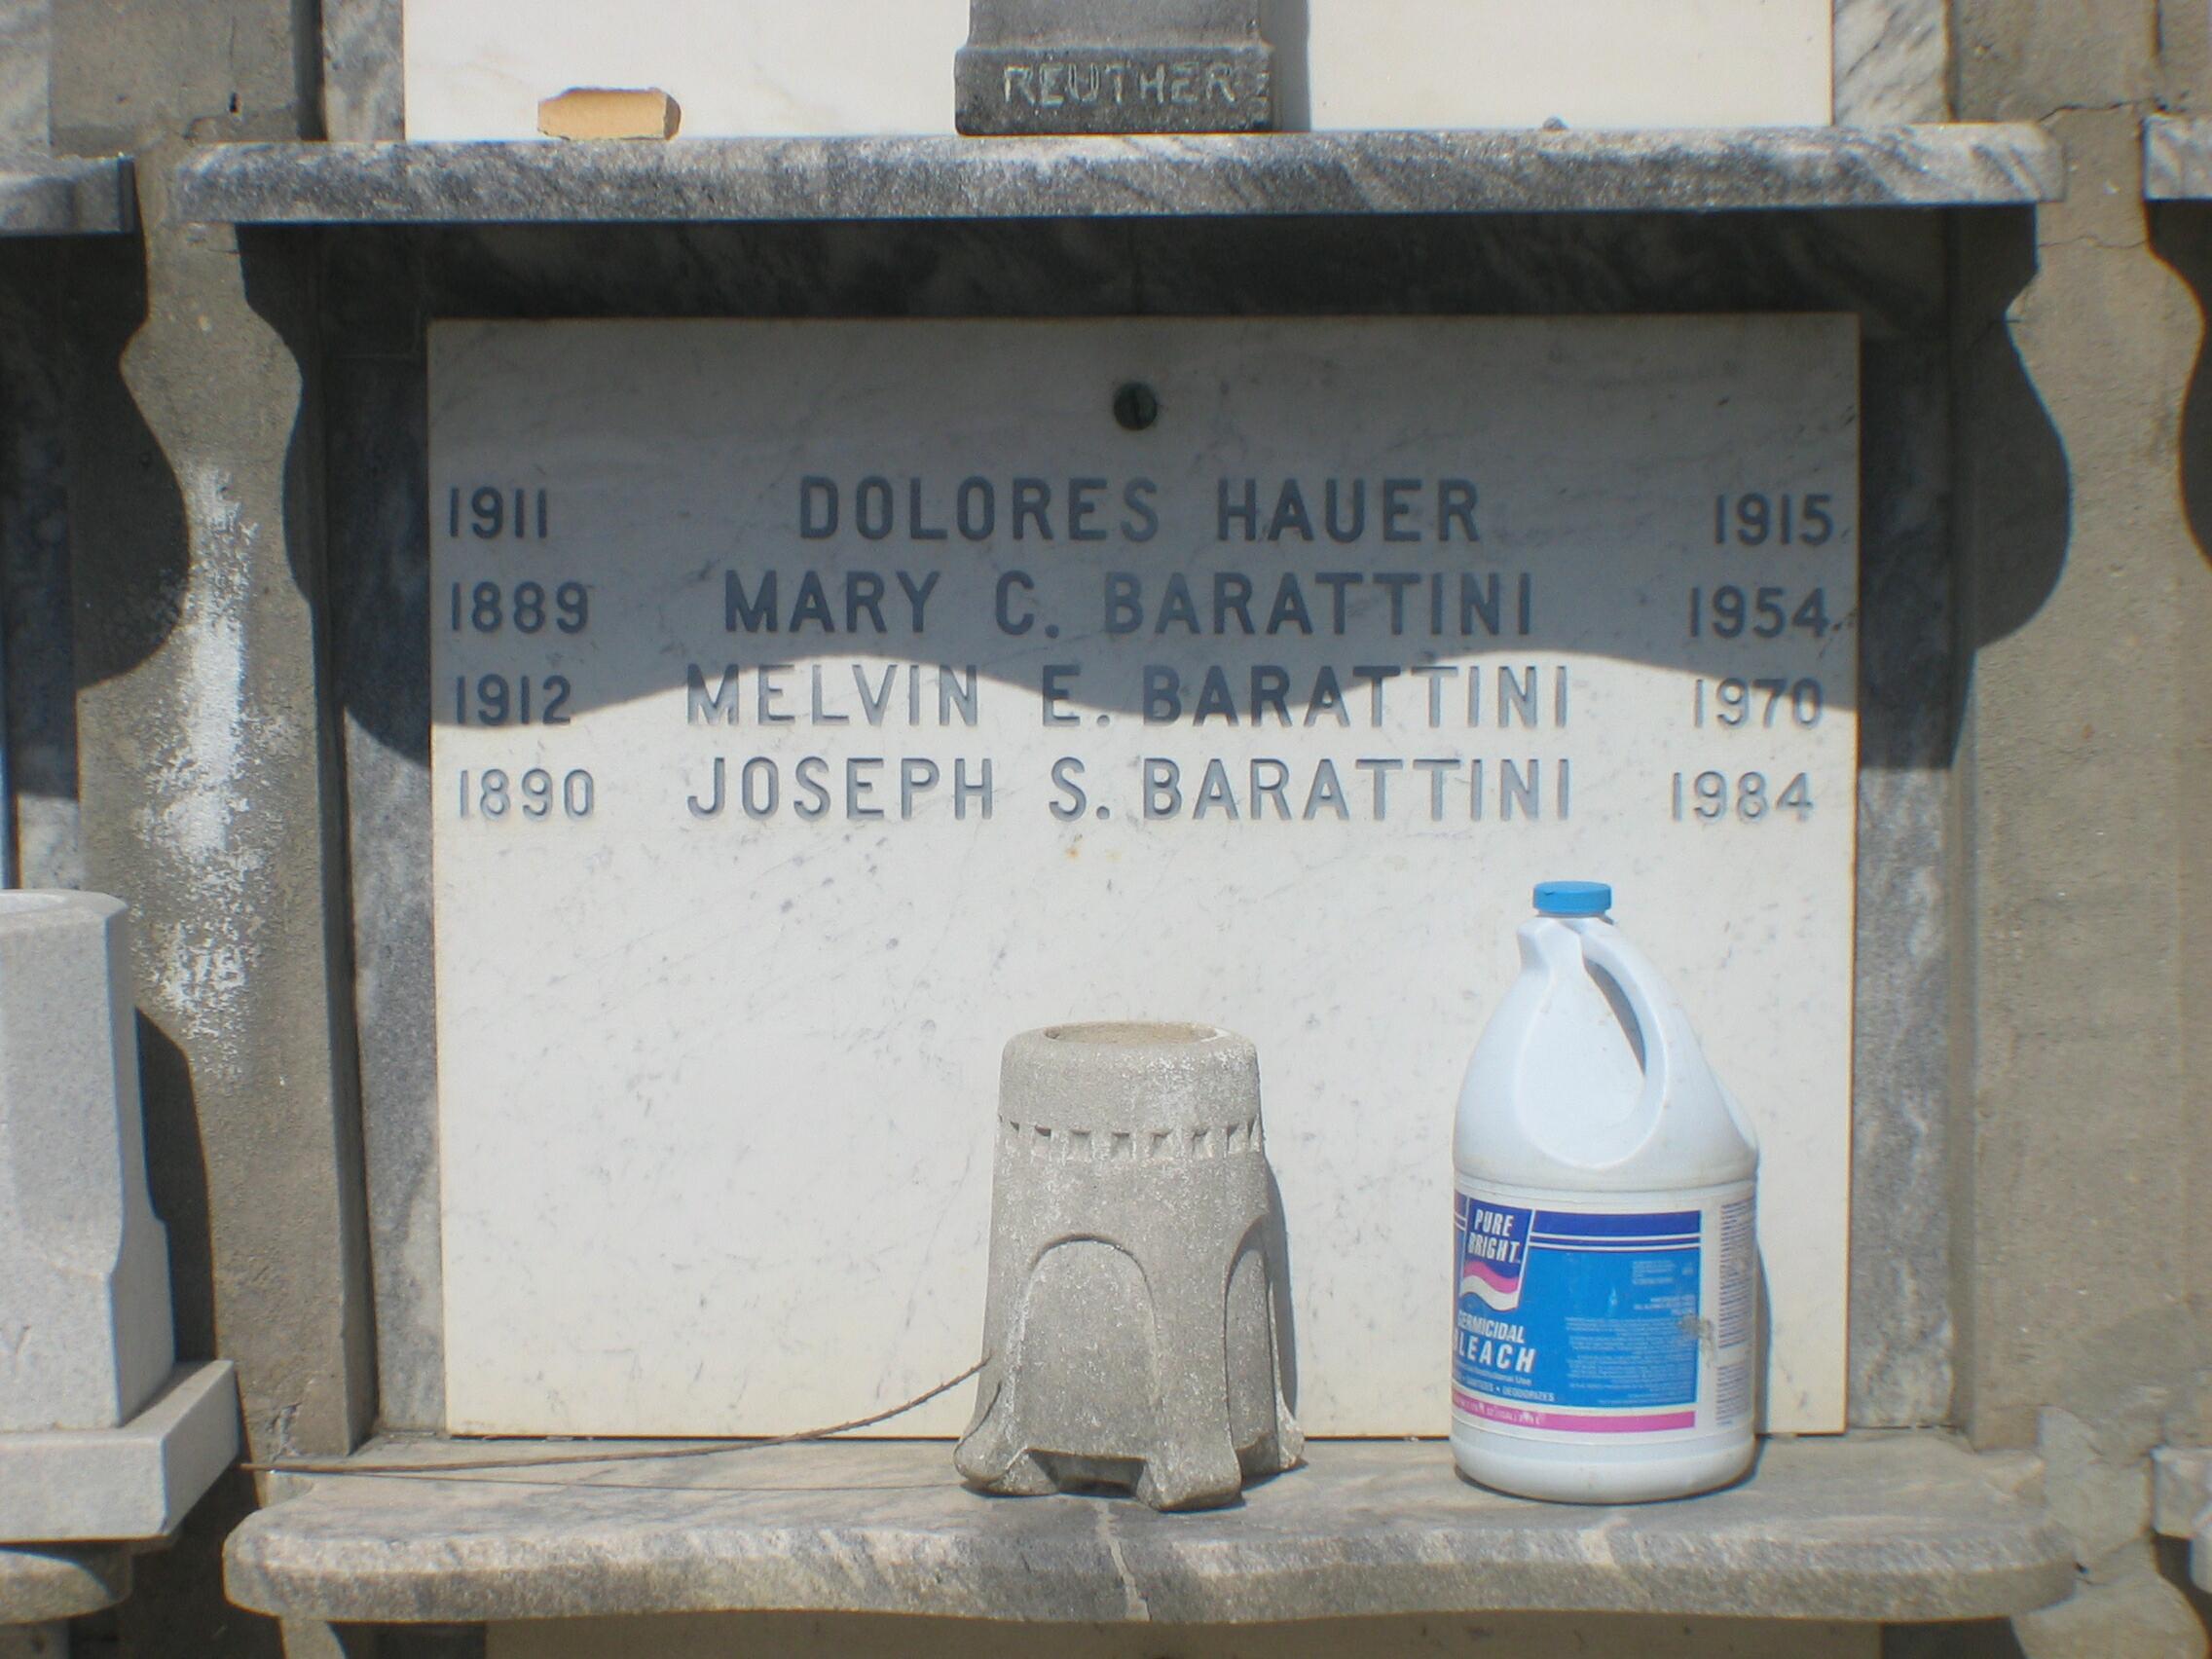 REUTHER
1911 DOLORES HAUER 1915
1889 MARY C. BARATTINI 1954
1912 MELVIN E. BARATTINI 1970
1890 JOSEPH S. BARATTINI 1984
PURE
BRIGHT
GERMICIDAL
LEACH
DEODORIZES